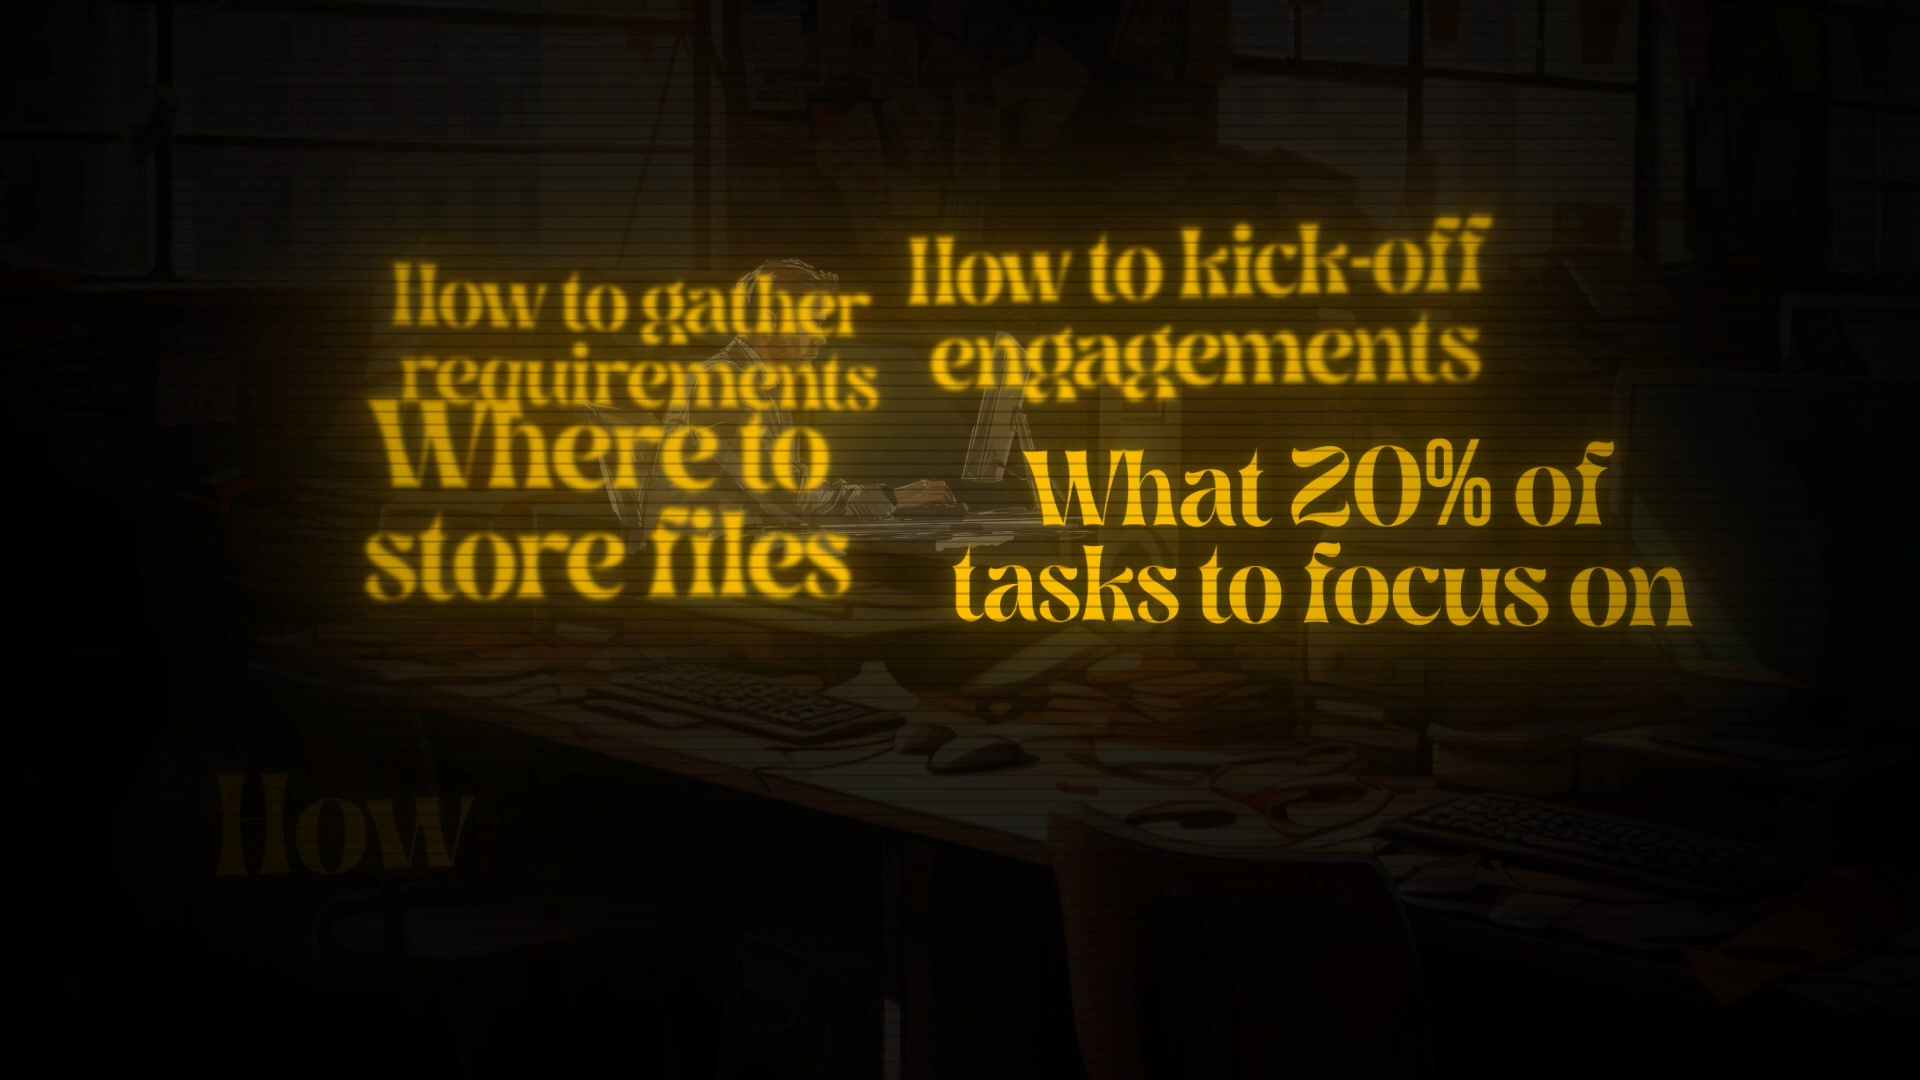 How to gather
requirements
How to kick-off
engagements
Where to
store files
What 20% of
tasks to focus on
How